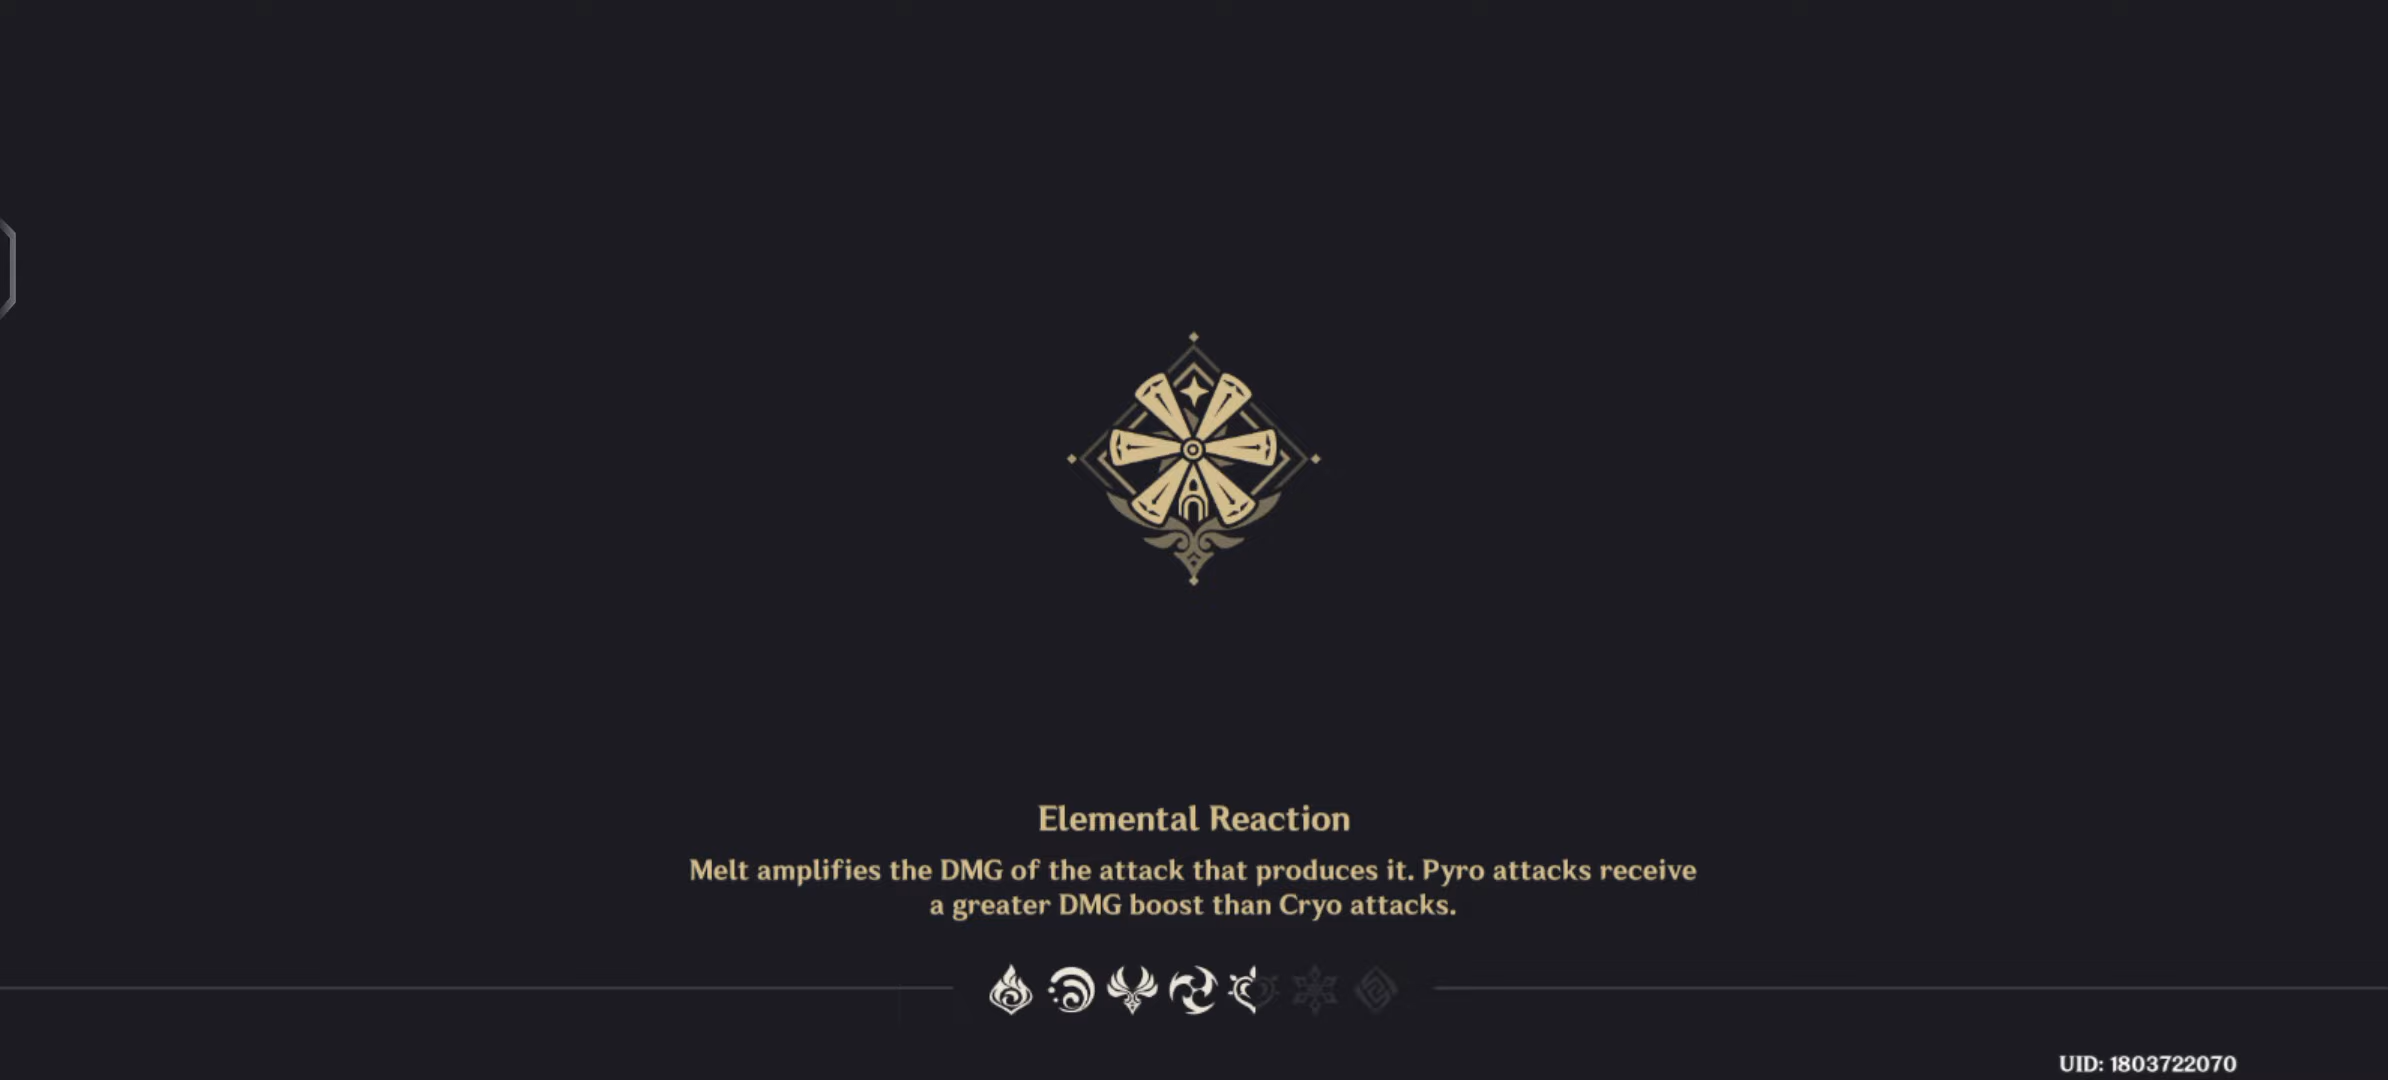 Elemental Reaction
Melt amplifies the DMG of the attack that produces it. Pyro attacks receive
a greater DMG boost than Cryo attacks.
UID: 1803722070